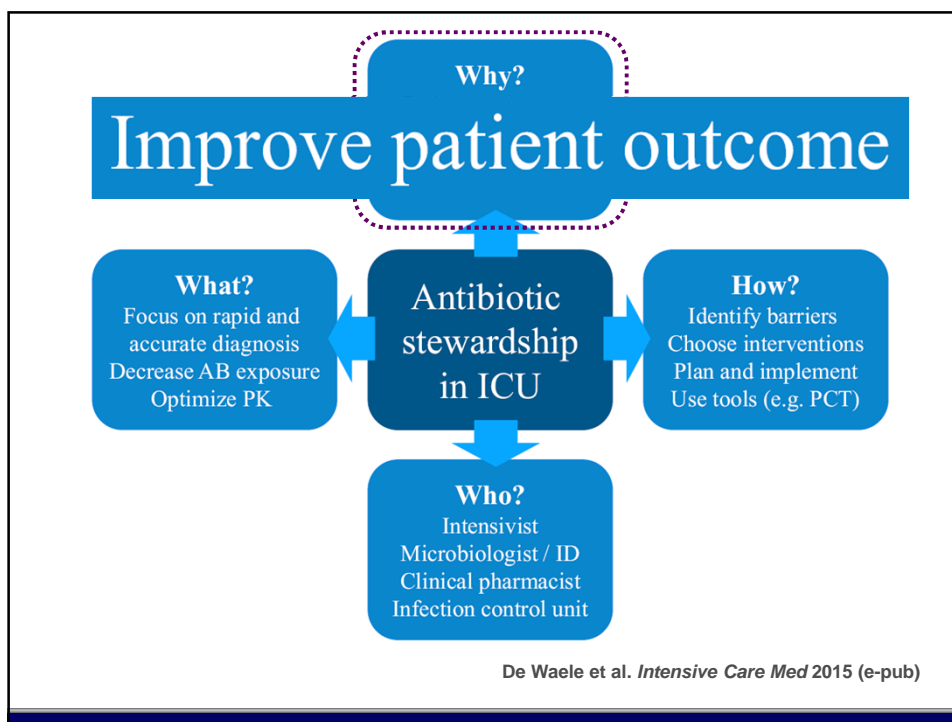 Why?
Improve patient outcome
What?
Focus on rapid and
accurate diagnosis
Decrease AB exposure
Optimize PK
Antibiotic
stewardship
in ICU
How?
Identify barriers
Choose interventions
Plan and implement
Use tools (e.g. PCT)
Who?
Intensivist
Microbiologist / ID
Clinical pharmacist
Infection control unit
De Waele et al. Intensive Care Med 2015 (e-pub)